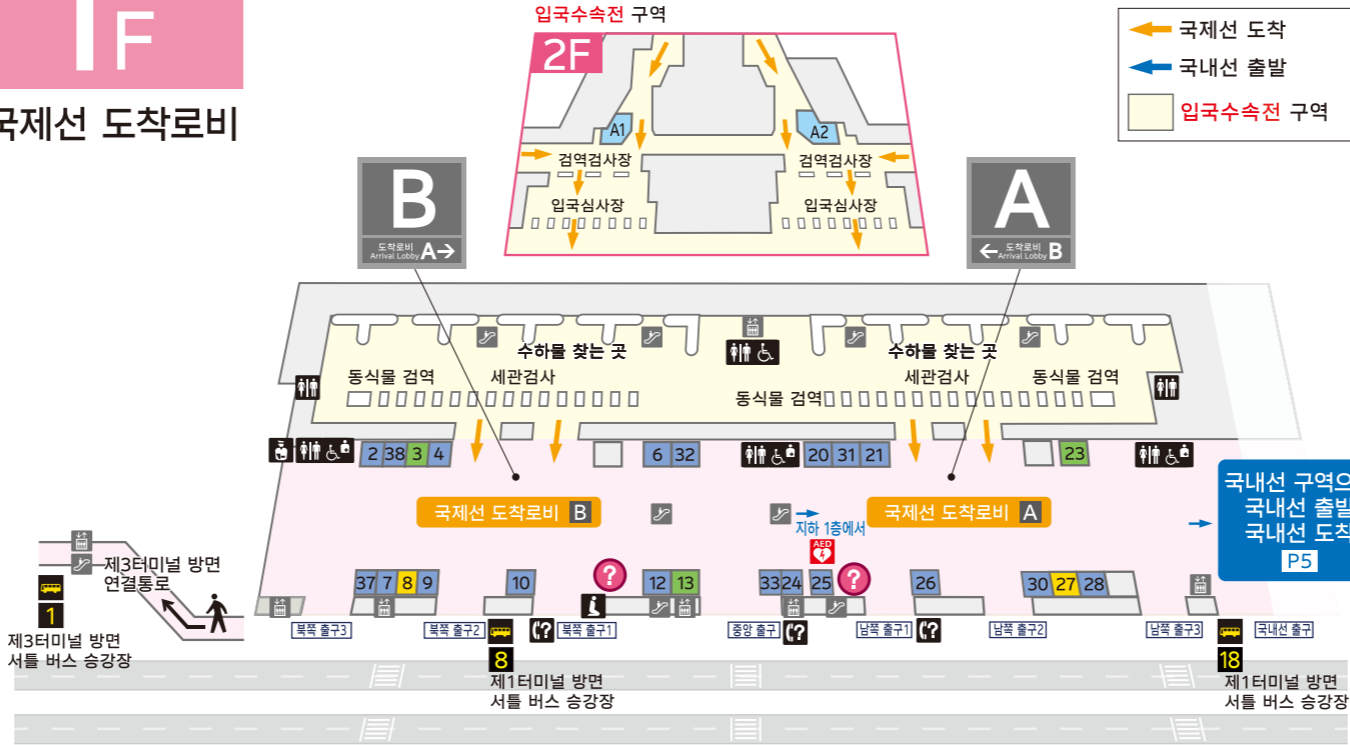 1F
국제선 도착로비
입국수속전 구역
2F
A1
A2
검역검사장
검역검사장
입국심사장
입국심사장
국제선 도착
국내선 출발
입국수속전 구역
B
도착로비
Arrival Lobby A→
A
도착로비
←Arrival Lobby B
수하물 찾는 곳
수하물 찾는 곳
동식물 검역
세관검사
동식물 검역
세관검사
동식물 검역
2 38 3 4
6 32
20 31 21
23
국제선 도착로비 B
→
지하 1층에서
국제선 도착로비 A
국내선 구역으
국내선 출발
국내선 도착
P5
AED
제3터미널 방면
연결통로
37 7 8 9
10
?
12 13
33 24 25
?
26
30 27 28
1
제3터미널 방면
서틀 버스 승강장
북쪽 출구3
북쪽 출구2
?
북쪽 출구1
중앙 출구
?
남쪽 출구1
?
남쪽 출구2
남쪽 출구3
국내선 출구
8
제1터미널 방면
서틀 버스 승강장
18
제1터미널 방면
서틀 버스 승강장